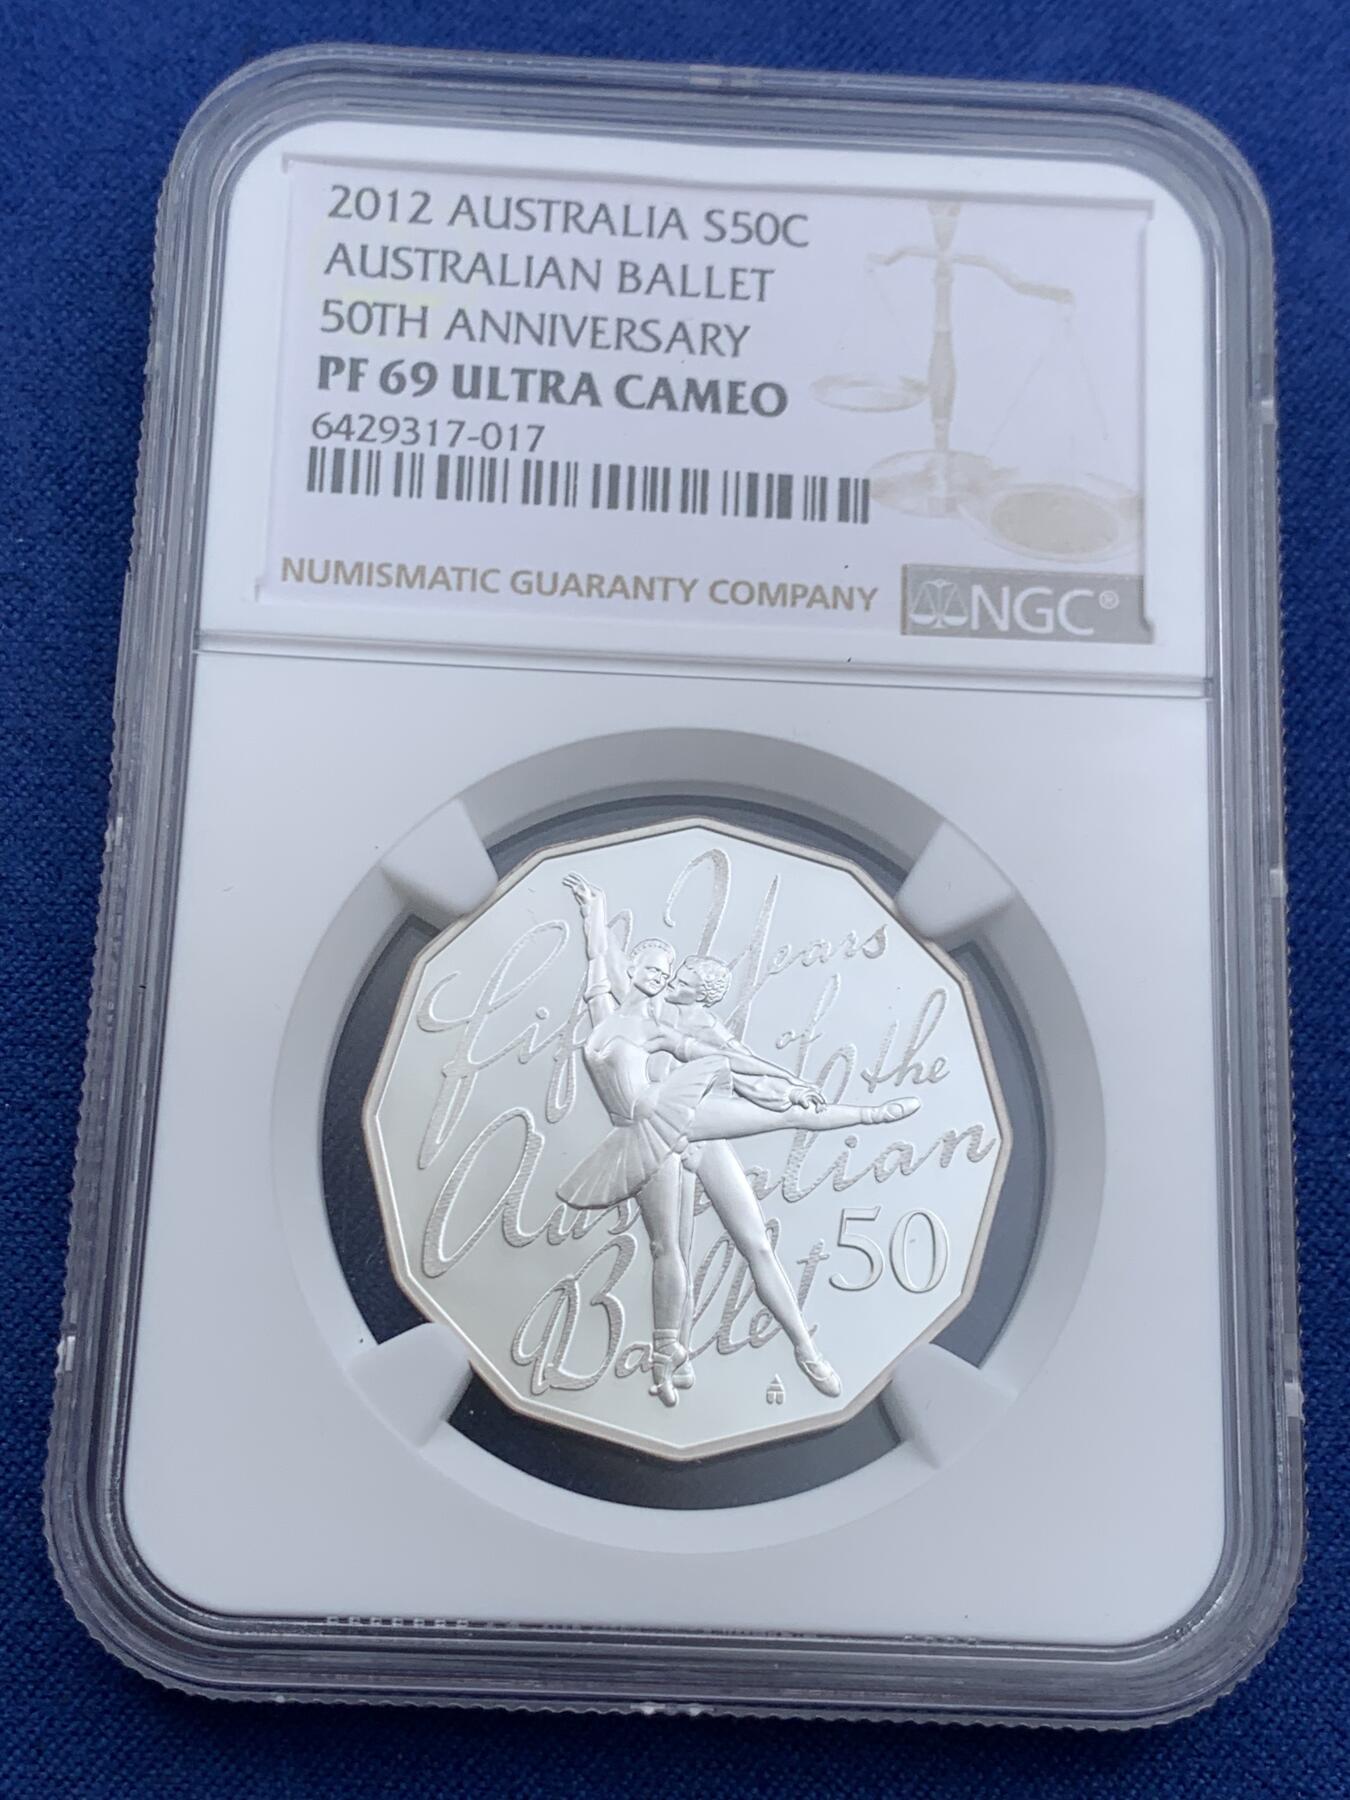 2012 AUSTRALIA S50C
AUSTRALIAN BALLET
50TH ANNIVERSARY
PF 69 ULTRA CAMEO
6429317-017
NUMISMATIC GUARANTY COMPANY
NGC®
Years
of the
Australian
Ballet
50